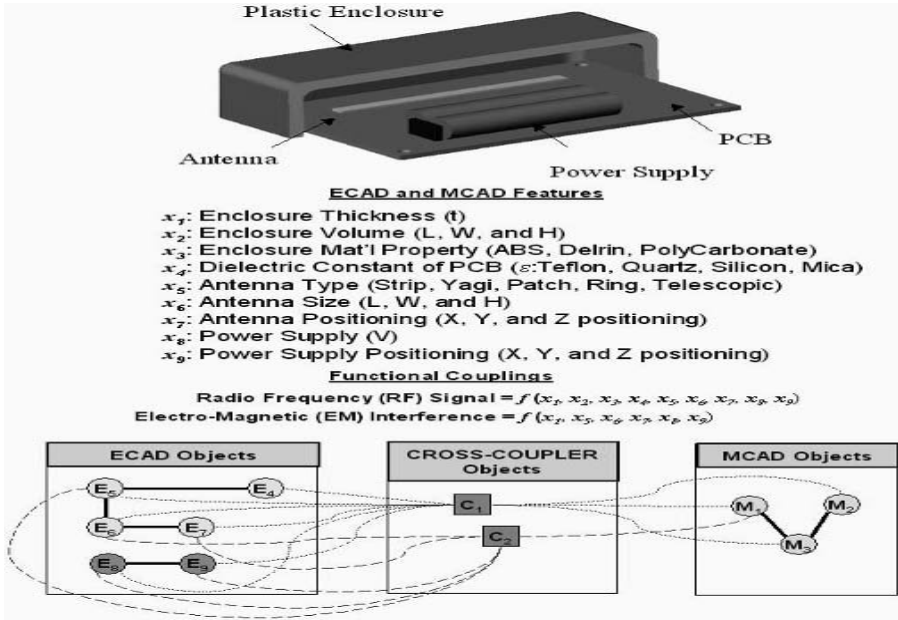 Plastic Enclosure
Antenna
PCB
Power Supply
ECAD and MCAD Features
x₁: Enclosure Thickness (t)
x₂: Enclosure Volume (L, W, and H)
x₃: Enclosure Mat'l Property (ABS, Delrin, PolyCarbonate)
x₄: Dielectric Constant of PCB (ε:Teflon, Quartz, Silicon, Mica)
x₅: Antenna Type (Strip, Yagi, Patch, Ring, Telescopic)
x₆: Antenna Size (L, W, and H)
x₇: Antenna Positioning (X, Y, and Z positioning)
x₈: Power Supply (V)
x₉: Power Supply Positioning (X, Y, and Z positioning)
Functional Couplings
Radio Frequency (RF) Signal = f (x₁, x₂, x₃, x₄, x₅, x₆, x₇, x₈, x₉)
Electro-Magnetic (EM) Interference = f (x₁, x₅, x₆, x₇, x₈, x₉)
ECAD Objects
CROSS-COUPLER
Objects
MCAD Objects
E₅ E₄
E₆ E₇
E₈ E₉
C₁
C₂
M₁ M₂
M₃